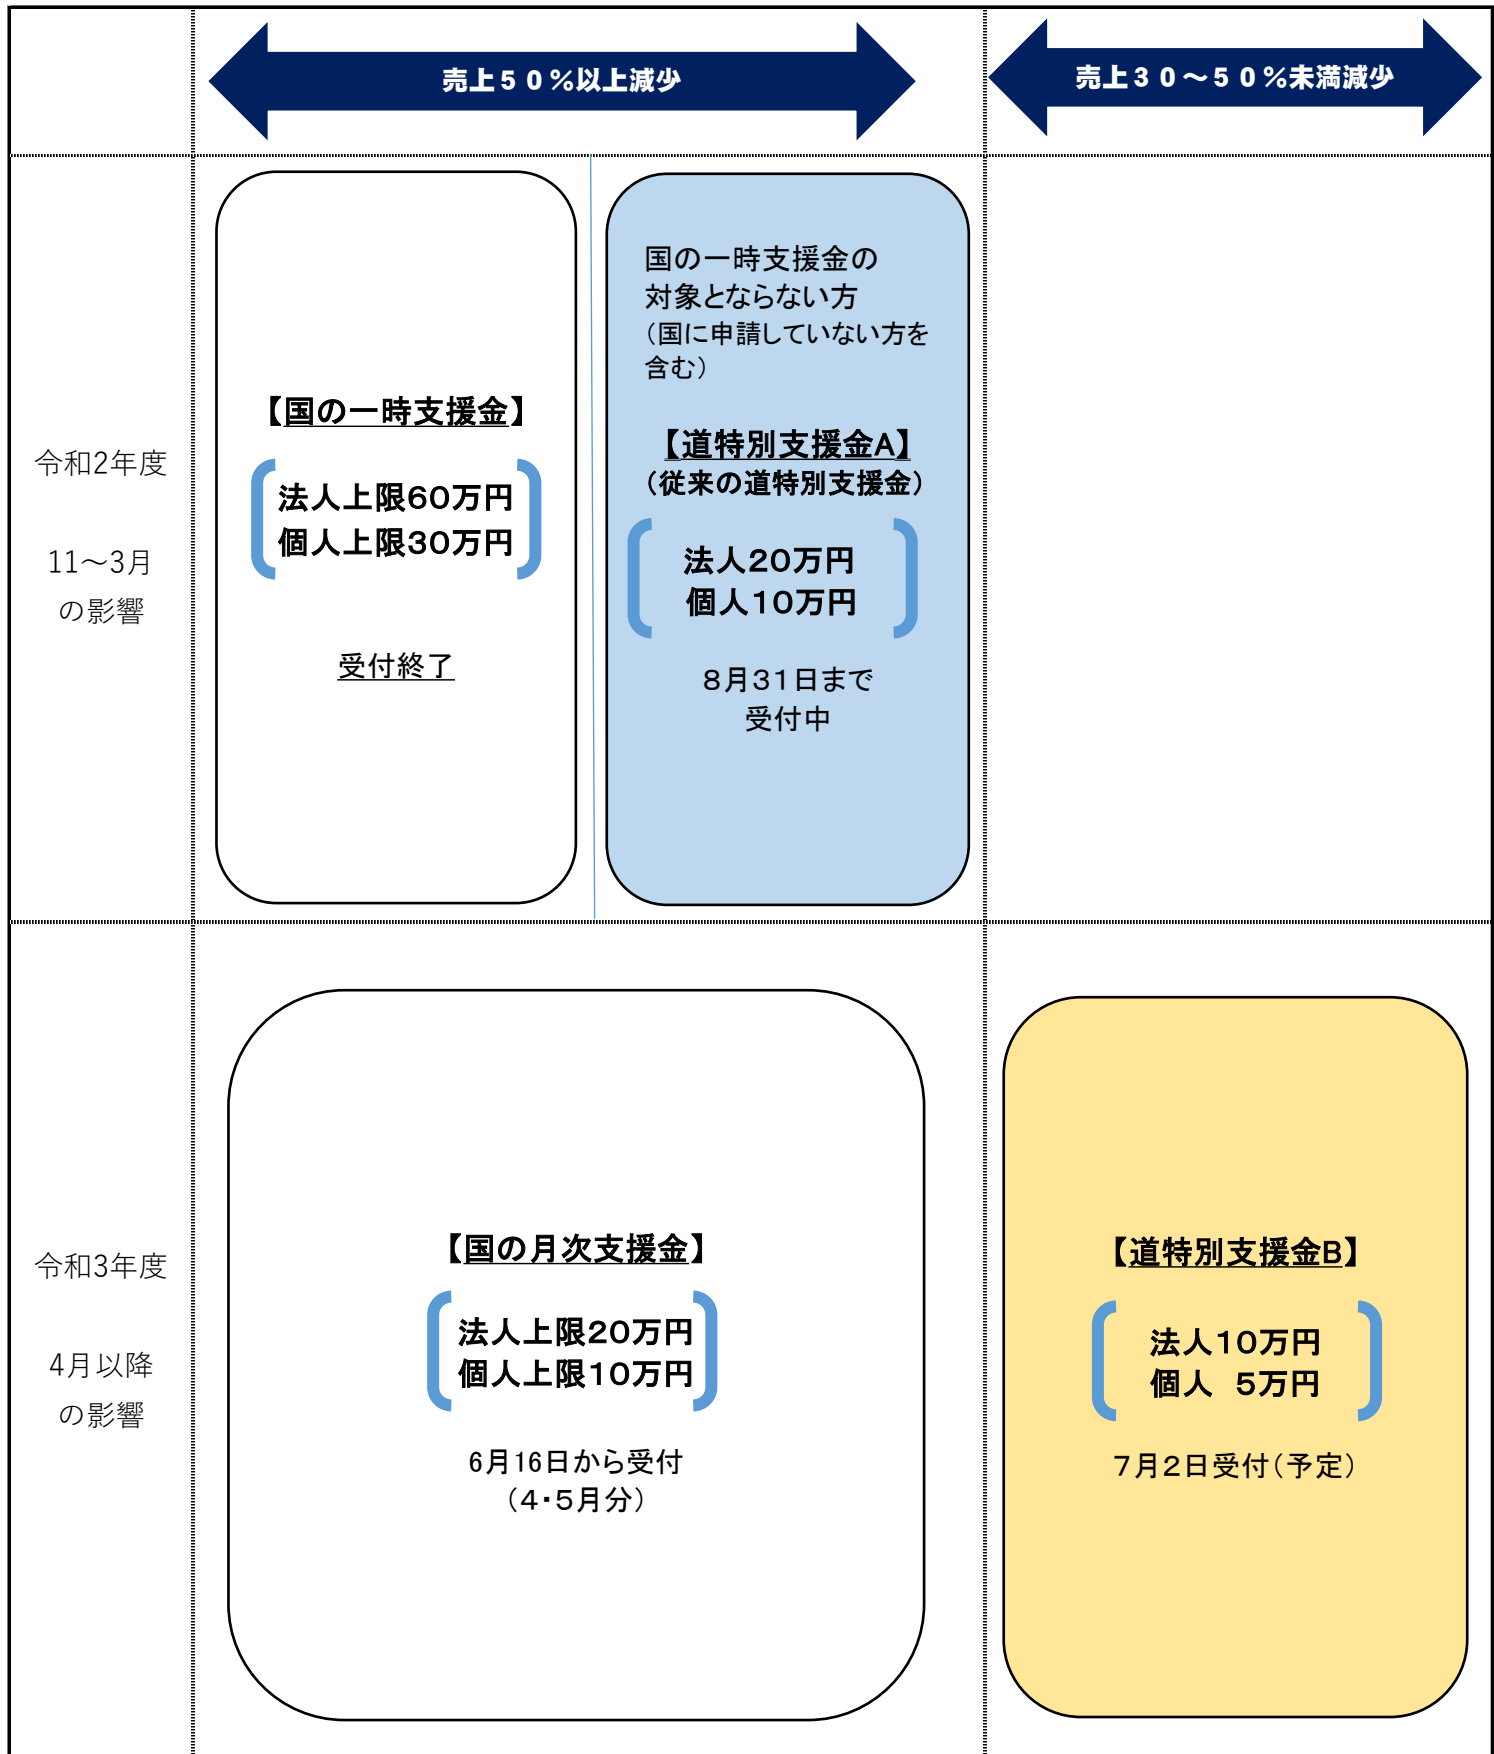 売上５０％以上減少
売上３０～５０％未満減少
令和2年度
11～3月
の影響
【国の一時支援金】
法人上限60万円
個人上限30万円
受付終了
国の一時支援金の
対象とならない方
（国に申請していない方を
含む）
【道特別支援金A】
（従来の道特別支援金）
法人20万円
個人10万円
8月31日まで
受付中
令和3年度
4月以降
の影響
【国の月次支援金】
法人上限20万円
個人上限10万円
6月16日から受付
（4・5月分）
【道特別支援金B】
法人10万円
個人　5万円
7月2日受付（予定）